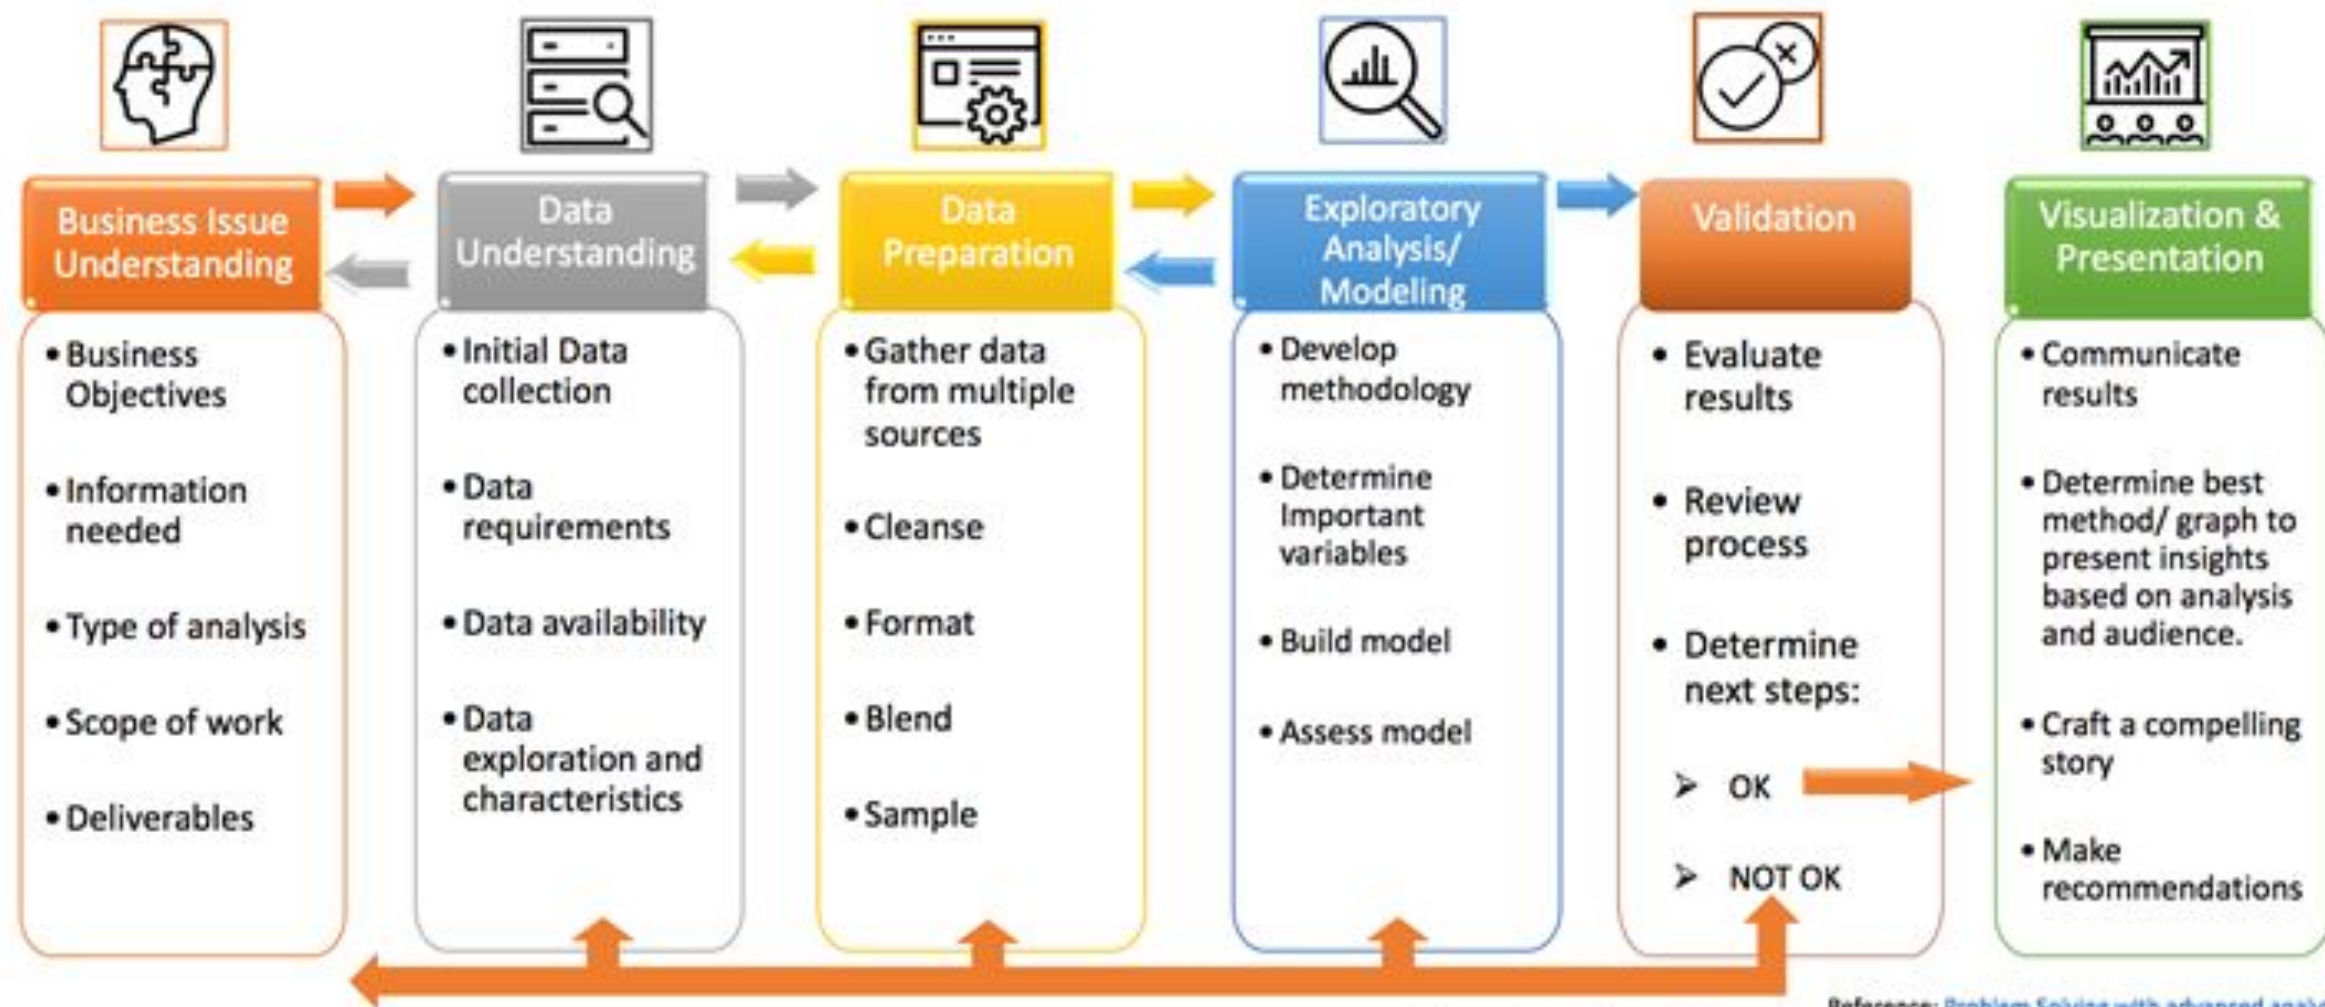 Business Issue
Understanding
Data
Understanding
Data
Preparation
Exploratory
Analysis/
Modeling
Validation
Visualization &
Presentation
• Business
Objectives
• Information
needed
• Type of analysis
• Scope of work
• Deliverables
• Initial Data
collection
• Data
requirements
• Data availability
• Data
exploration and
characteristics
• Gather data
from multiple
sources
• Cleanse
• Format
• Blend
• Sample
• Develop
methodology
• Determine
Important
variables
• Build model
• Assess model
• Evaluate
results
• Review
process
• Determine
next steps:
➢ OK
➢ NOT OK
• Communicate
results
• Determine best
method/ graph to
present insights
based on analysis
and audience.
• Craft a compelling
story
• Make
recommendations
Reference: Problem Solving with advanced